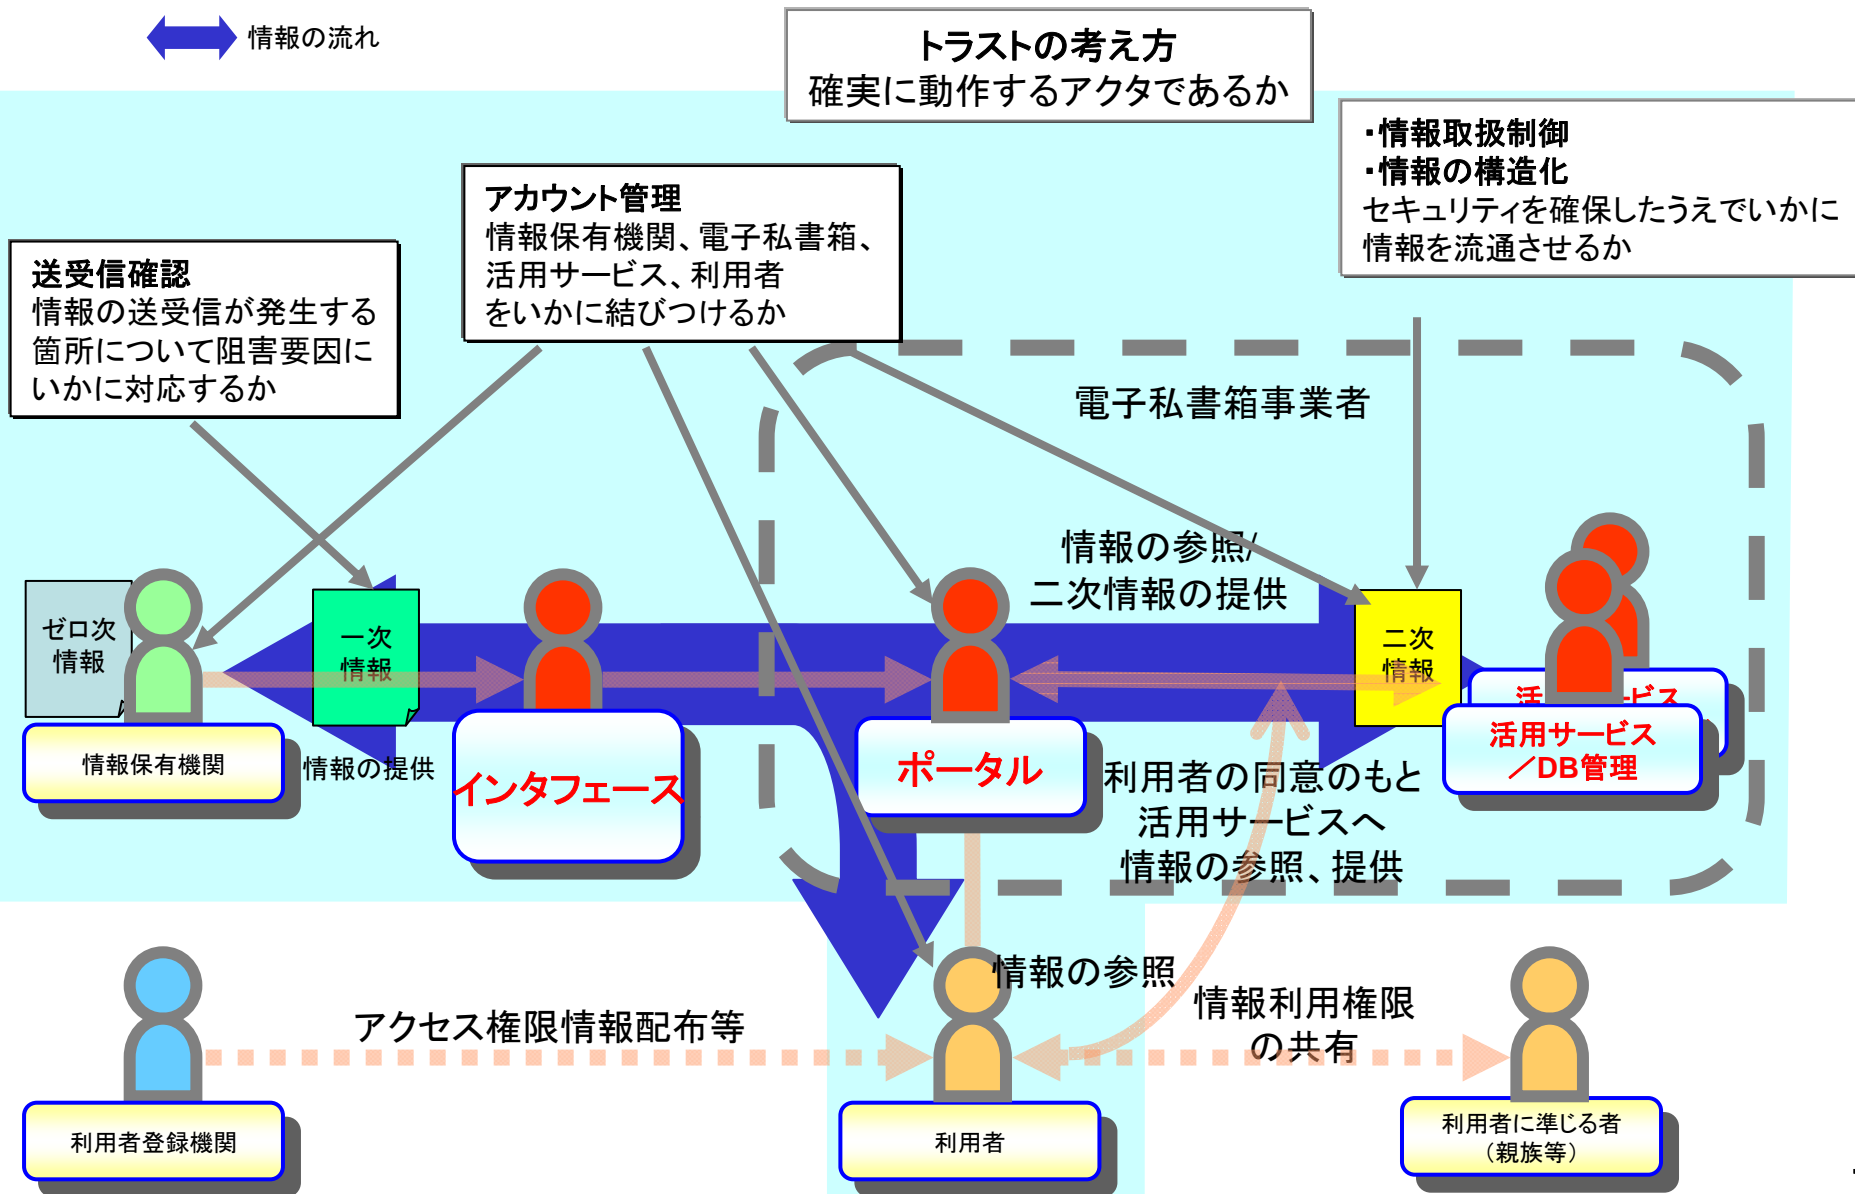 情報の流れ
トラストの考え方
確実に動作するアクタであるか
・情報取扱制御
・情報の構造化
セキュリティを確保したうえでいかに
情報を流通させるか
アカウント管理
情報保有機関、電子私書箱、
活用サービス、利用者
をいかに結びつけるか
送受信確認
情報の送受信が発生する
箇所について阻害要因に
いかに対応するか
電子私書箱事業者
情報の参照/
二次情報の提供
ゼロ次
情報
一次
情報
二次
情報
情報保有機関
情報の提供
インタフェース
ポータル
活用サービス
／DB管理
利用者の同意のもと
活用サービスへ
情報の参照、提供
情報の参照
アクセス権限情報配布等
情報利用権限
の共有
利用者登録機関
利用者
利用者に準じる者
（親族等）